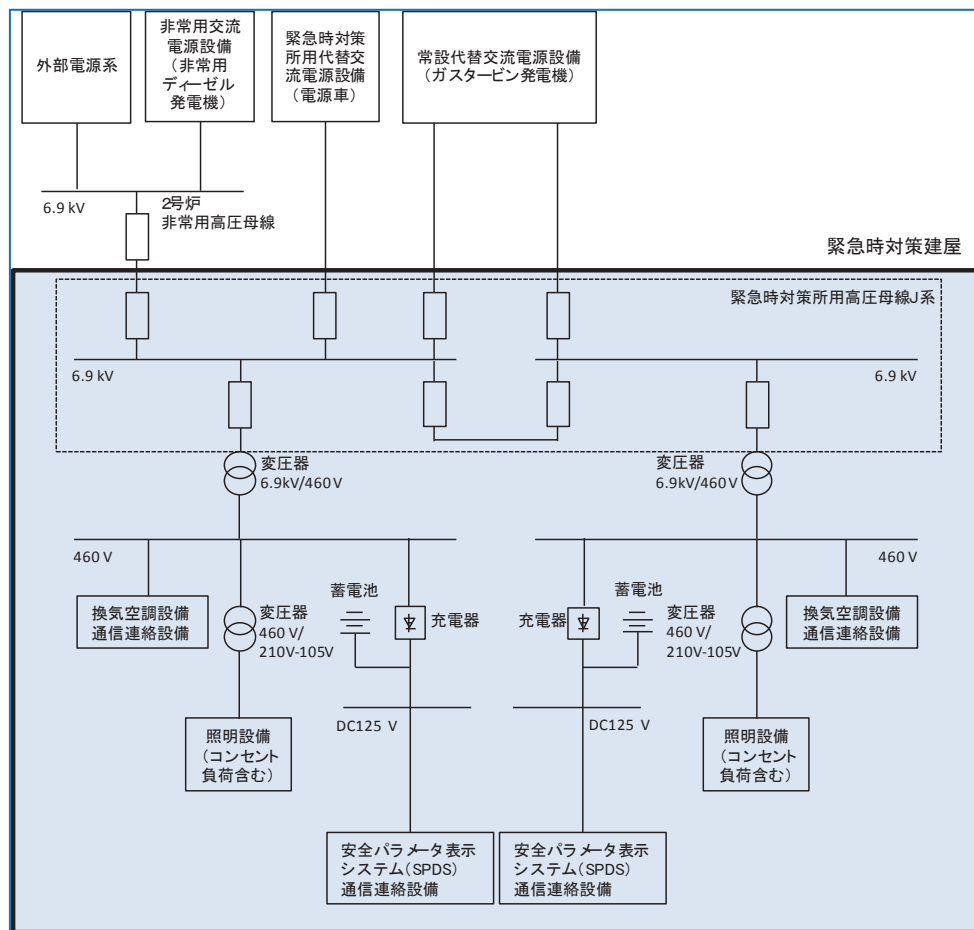 外部電源系
非常用交流
電源設備
（非常用
ディーゼル
発電機）
緊急時対策
所用代替交
流電源設備
（電源車）
常設代替交流電源設備
（ガスタービン発電機）
6.9 kV
2号炉
非常用高圧母線
緊急時対策建屋
緊急時対策所用高圧母線J系
6.9 kV
6.9 kV
変圧器
6.9kV/460V
変圧器
6.9kV/460V
460 V
460 V
換気空調設備
通信連絡設備
変圧器
460 V/
210V-105V
蓄電池
充電器
充電器
蓄電池
変圧器
460 V/
210V-105V
換気空調設備
通信連絡設備
DC125 V
DC125 V
照明設備
（コンセント
負荷含む）
照明設備
（コンセント
負荷含む）
安全パラメータ表示
システム（SPDS）
通信連絡設備
安全パラメータ表示
システム（SPDS）
通信連絡設備